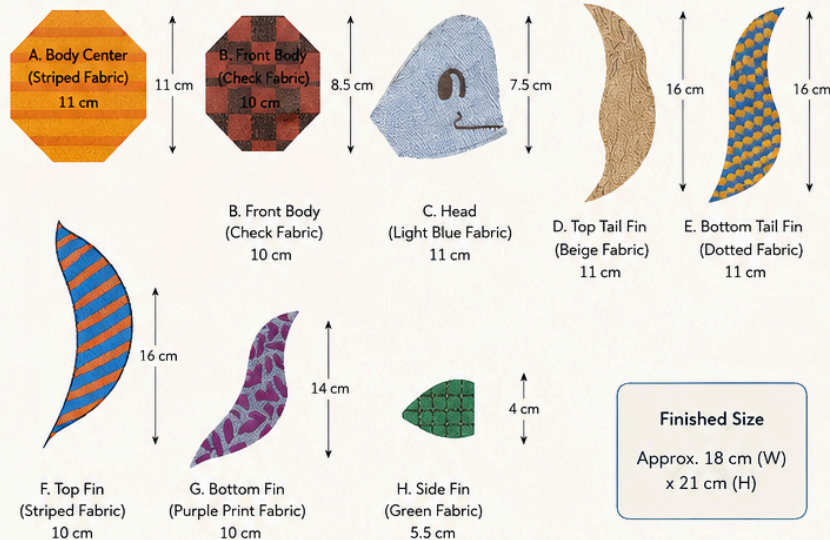 A. Body Center
(Striped Fabric)
11 cm
11 cm
B. Front Body
(Check Fabric)
10 cm
8.5 cm
7.5 cm
16 cm
16 cm
B. Front Body
(Check Fabric)
10 cm
C. Head
(Light Blue Fabric)
11 cm
D. Top Tail Fin
(Beige Fabric)
11 cm
E. Bottom Tail Fin
(Dotted Fabric)
11 cm
16 cm
14 cm
4 cm
F. Top Fin
(Striped Fabric)
10 cm
G. Bottom Fin
(Purple Print Fabric)
10 cm
H. Side Fin
(Green Fabric)
5.5 cm
Finished Size
Approx. 18 cm (W)
x 21 cm (H)